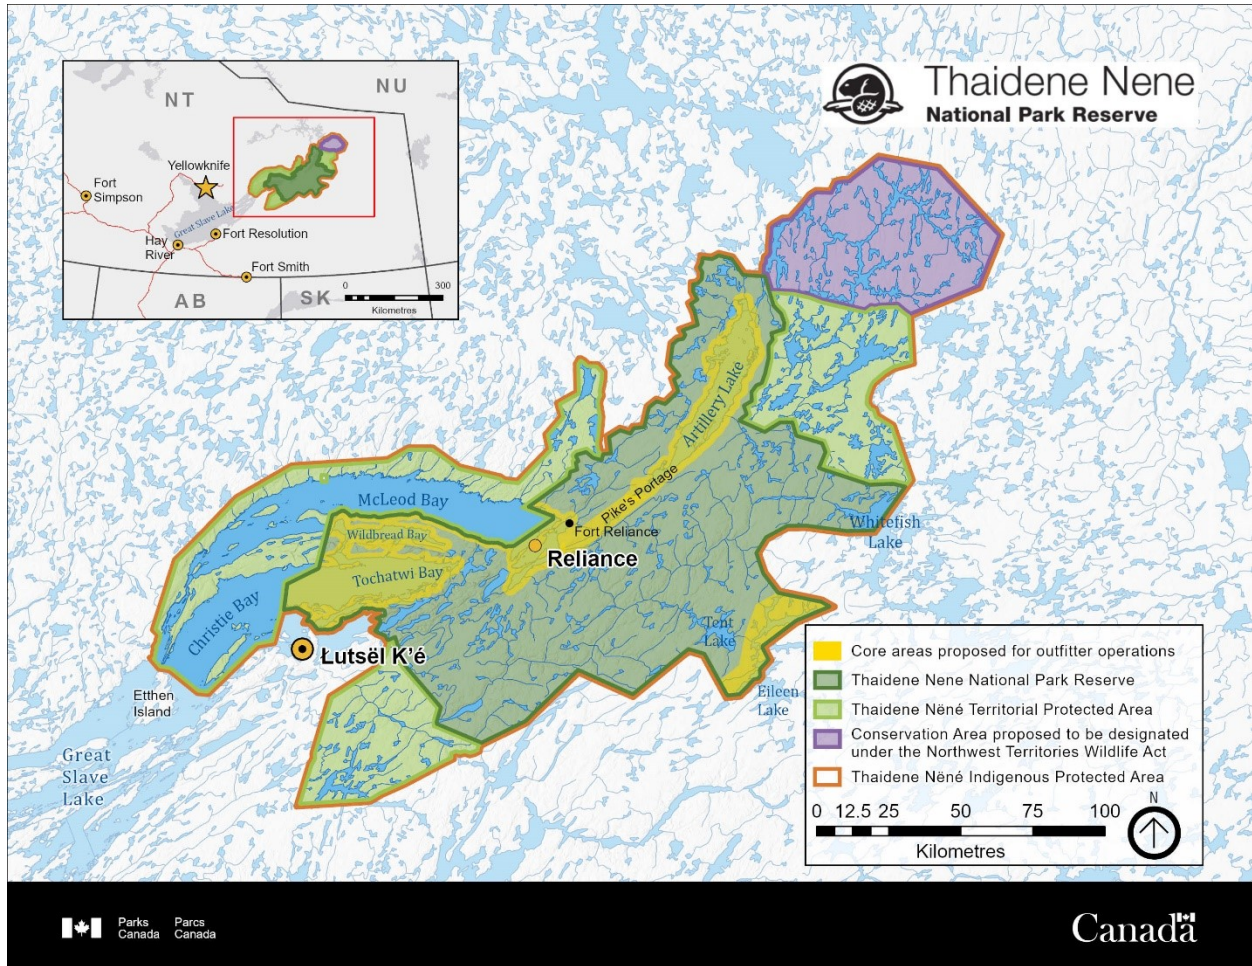 Thaidene Nene
National Park Reserve
NT
NU
Yellowknife
Fort
Simpson
Great Slave Lake
Hay
River
Fort Resolution
Fort Smith
AB
SK
0
300
Kilometres
Artillery Lake
McLeod Bay
Pike's Portage
Fort Reliance
Whitefish
Lake
Wildbread Bay
Reliance
Tochatwi Bay
Christie Bay
Tent
Lake
Łutsël K'é
Eileen
Lake
Etthen
Island
Great
Slave
Lake
Core areas proposed for outfitter operations
Thaidene Nene National Park Reserve
Thaidene Nëné Territorial Protected Area
Conservation Area proposed to be designated
under the Northwest Territories Wildlife Act
Thaidene Nëné Indigenous Protected Area
0 12.5 25 50 75 100
Kilometres
N
Parks Parcs
Canada Canada
Canada